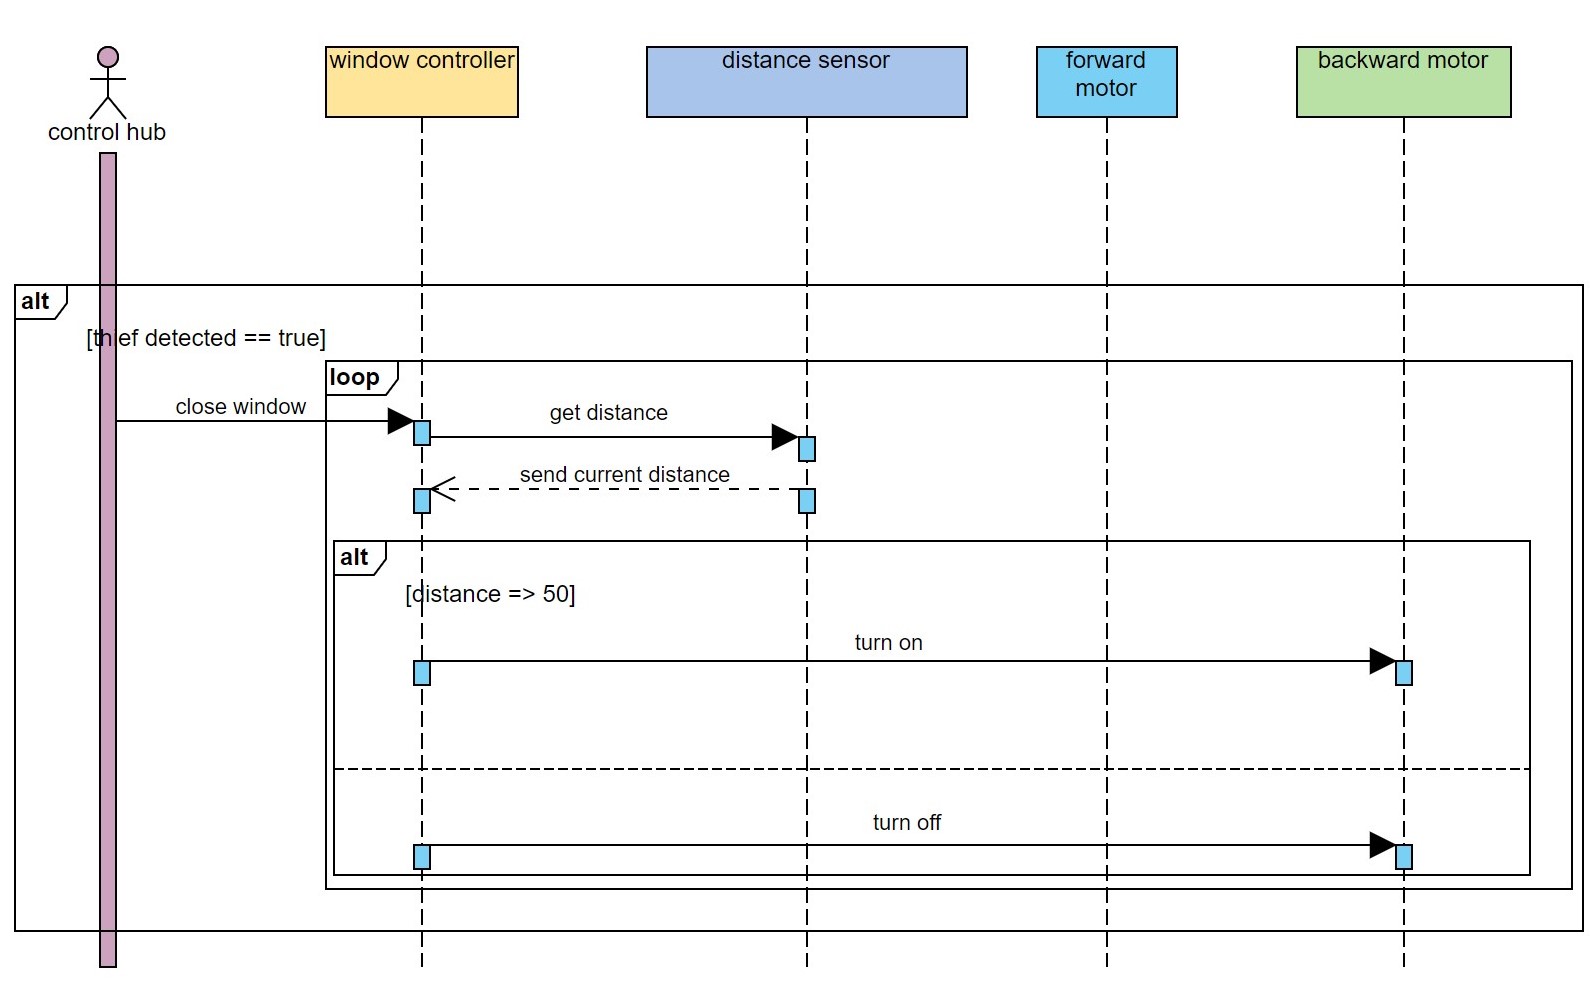 control hub
window controller
distance sensor
forward
motor
backward motor
alt
[thief detected == true]
loop
close window
get distance
send current distance
alt
[distance => 50]
turn on
turn off